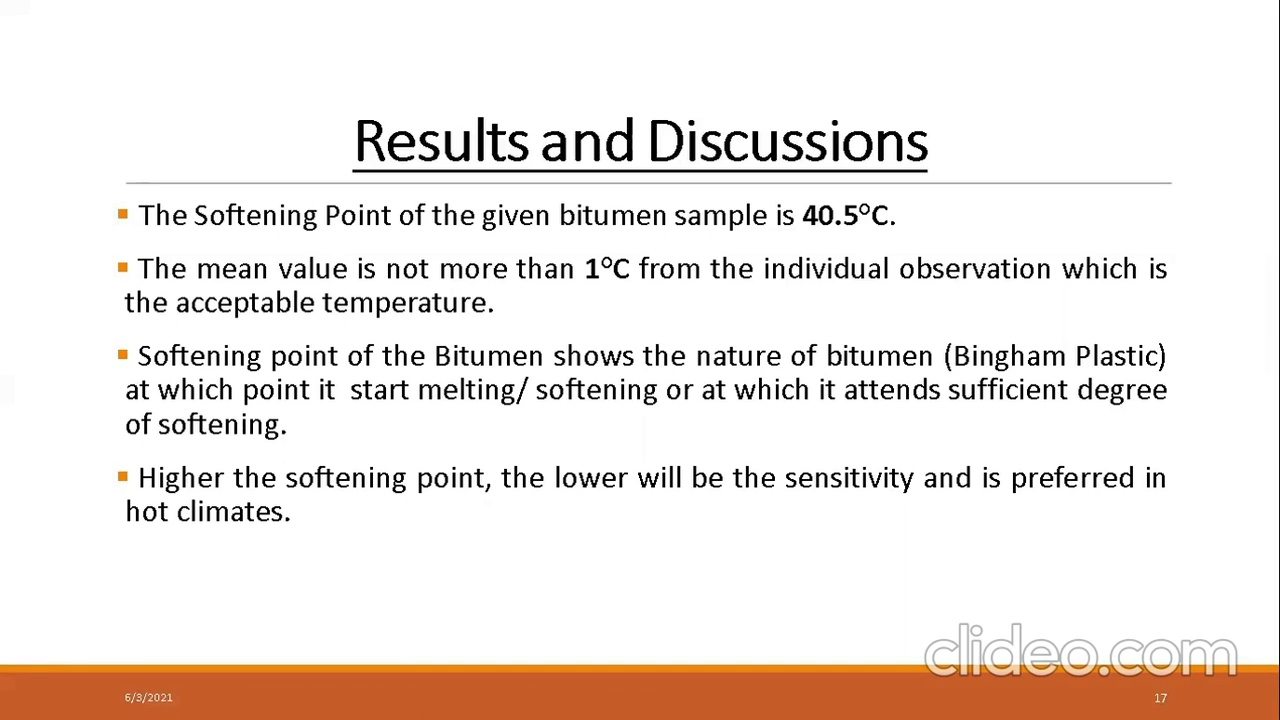 Results and Discussions
▪ The Softening Point of the given bitumen sample is 40.5°C.
▪ The mean value is not more than 1°C from the individual observation which is
the acceptable temperature.
▪ Softening point of the Bitumen shows the nature of bitumen (Bingham Plastic)
at which point it start melting/ softening or at which it attends sufficient degree
of softening.
▪ Higher the softening point, the lower will be the sensitivity and is preferred in
hot climates.
clideo.com
6/3/2021
17